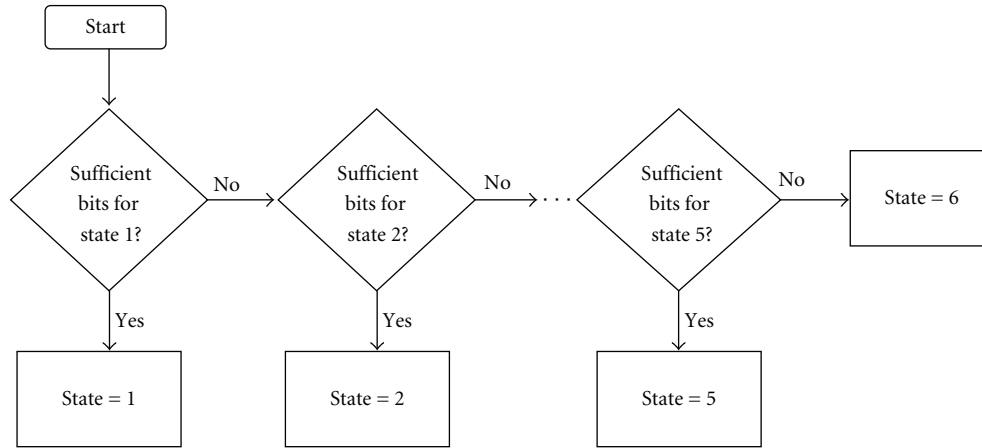 Start
Sufficient
bits for
state 1?
No
Sufficient
bits for
state 2?
No
. . .
Sufficient
bits for
state 5?
No
State = 6
Yes
Yes
Yes
State = 1
State = 2
State = 5